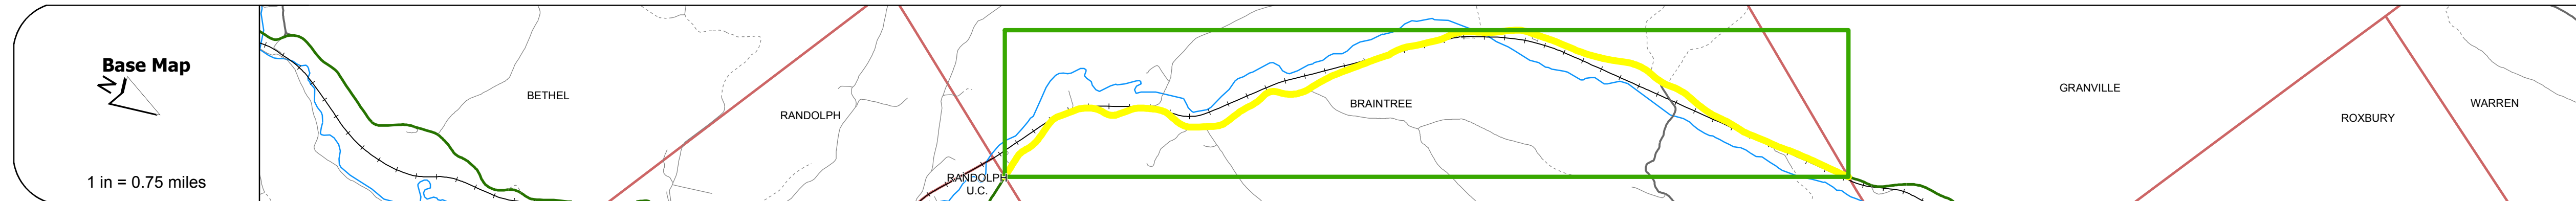 Base Map
N
1 in = 0.75 miles
BETHEL
RANDOLPH
RANDOLPH
U.C.
BRAINTREE
GRANVILLE
ROXBURY
WARREN